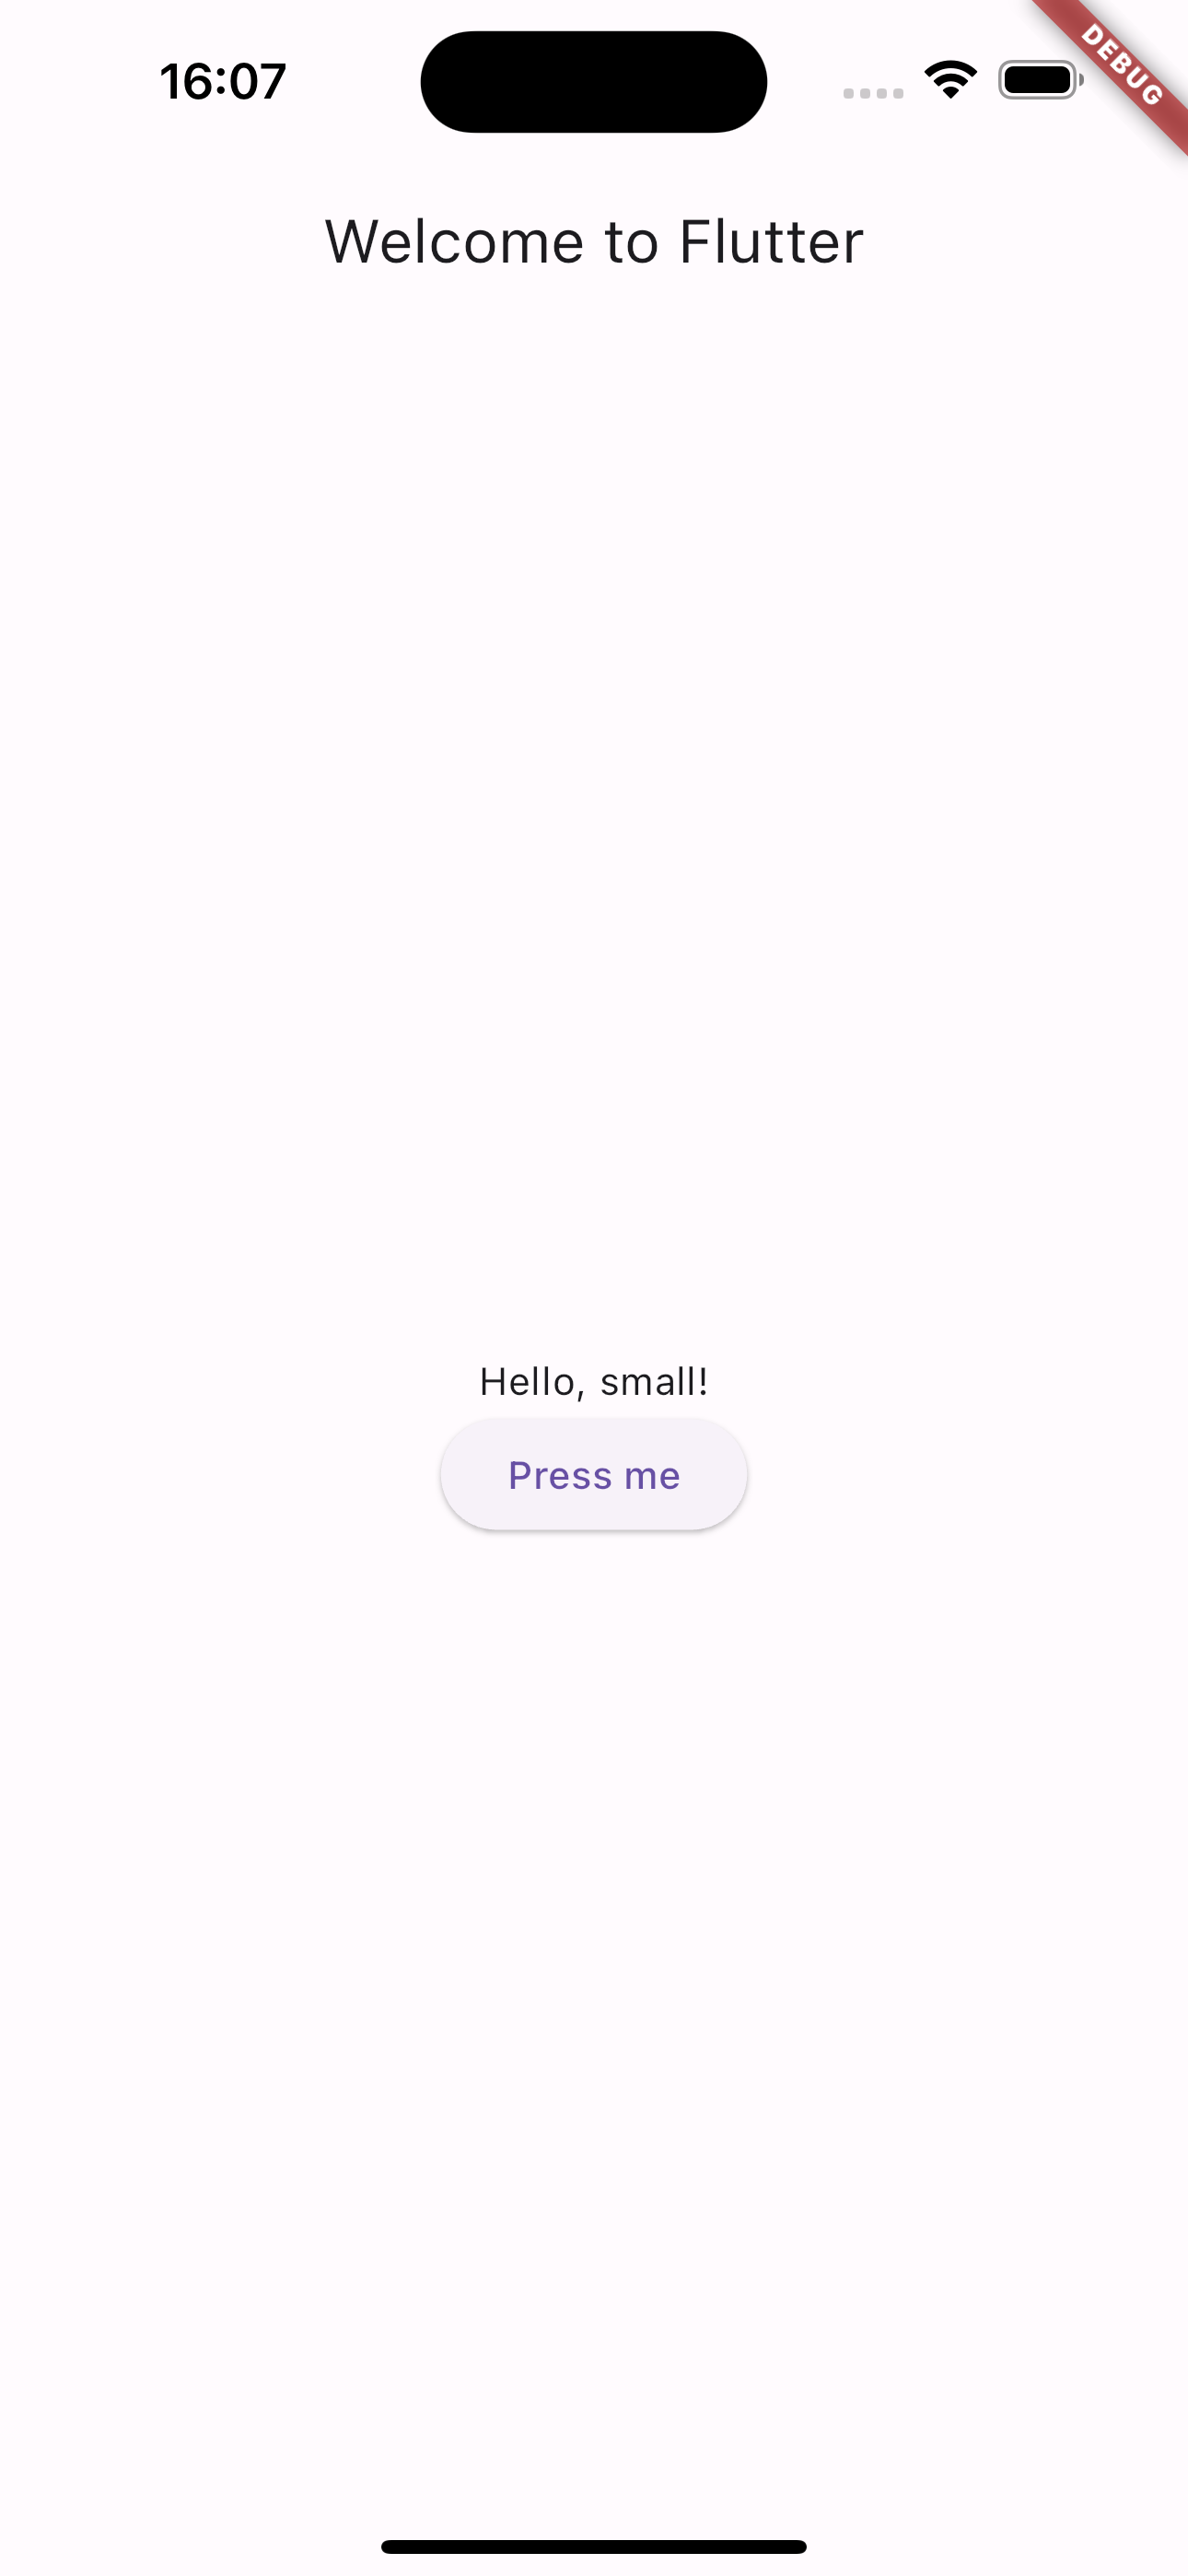 16:07
DEBUG
Welcome to Flutter
Hello, small!
Press me